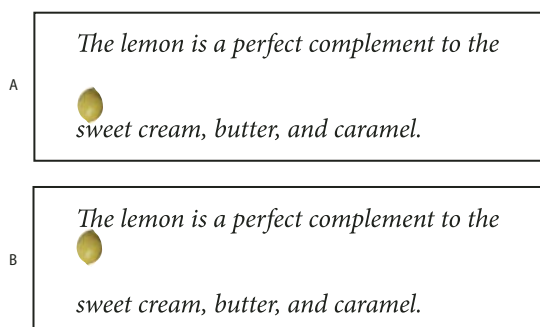 A
The lemon is a perfect complement to the
sweet cream, butter, and caramel.
B
The lemon is a perfect complement to the
sweet cream, butter, and caramel.